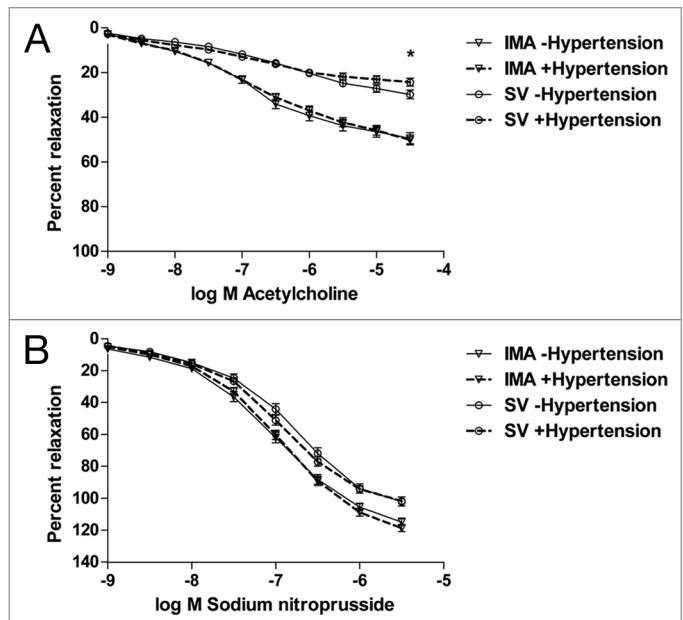 A
0
20
40
60
80
100
Percent relaxation
*
-9 -8 -7 -6 -5 -4
log M Acetylcholine
IMA -Hypertension
IMA +Hypertension
SV -Hypertension
SV +Hypertension
B
0
20
40
60
80
100
120
140
Percent relaxation
-9 -8 -7 -6 -5
log M Sodium nitroprusside
IMA -Hypertension
IMA +Hypertension
SV -Hypertension
SV +Hypertension